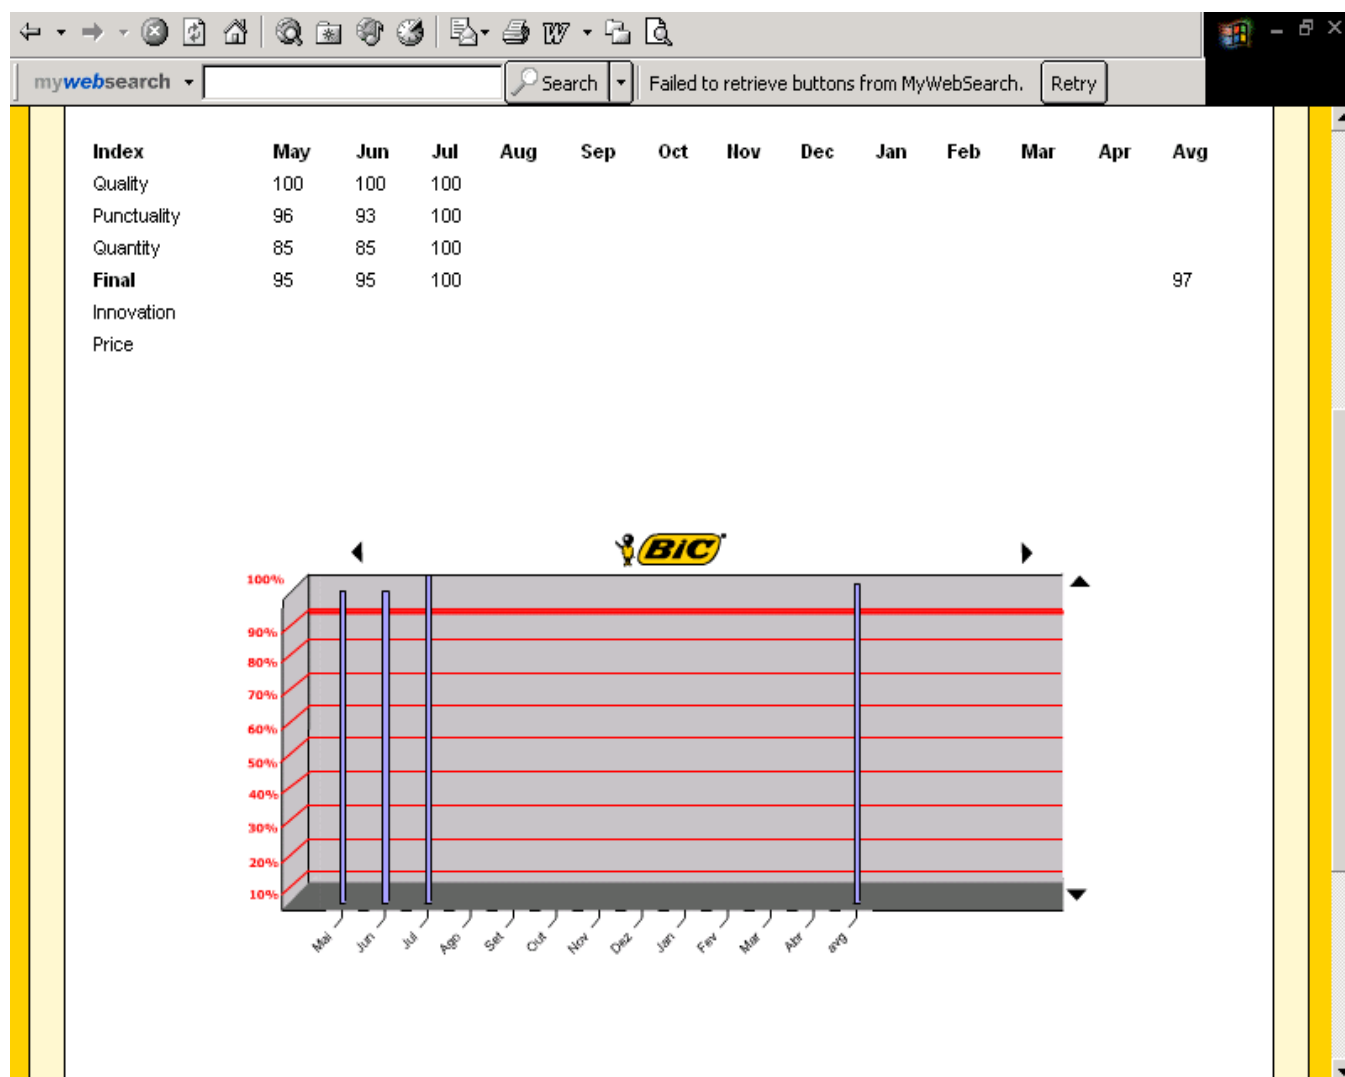 mywebsearch Search Failed to retrieve buttons from MyWebSearch. Retry
Index May Jun Jul Aug Sep Oct Nov Dec Jan Feb Mar Apr Avg
Quality 100 100 100
Punctuality 96 93 100
Quantity 85 85 100
Final 95 95 100 97
Innovation
Price
BiC
100%
90%
80%
70%
60%
50%
40%
30%
20%
10%
Mai Jun Jul Ago Set Out Nov Dez Jan Fev Mar Abr avg